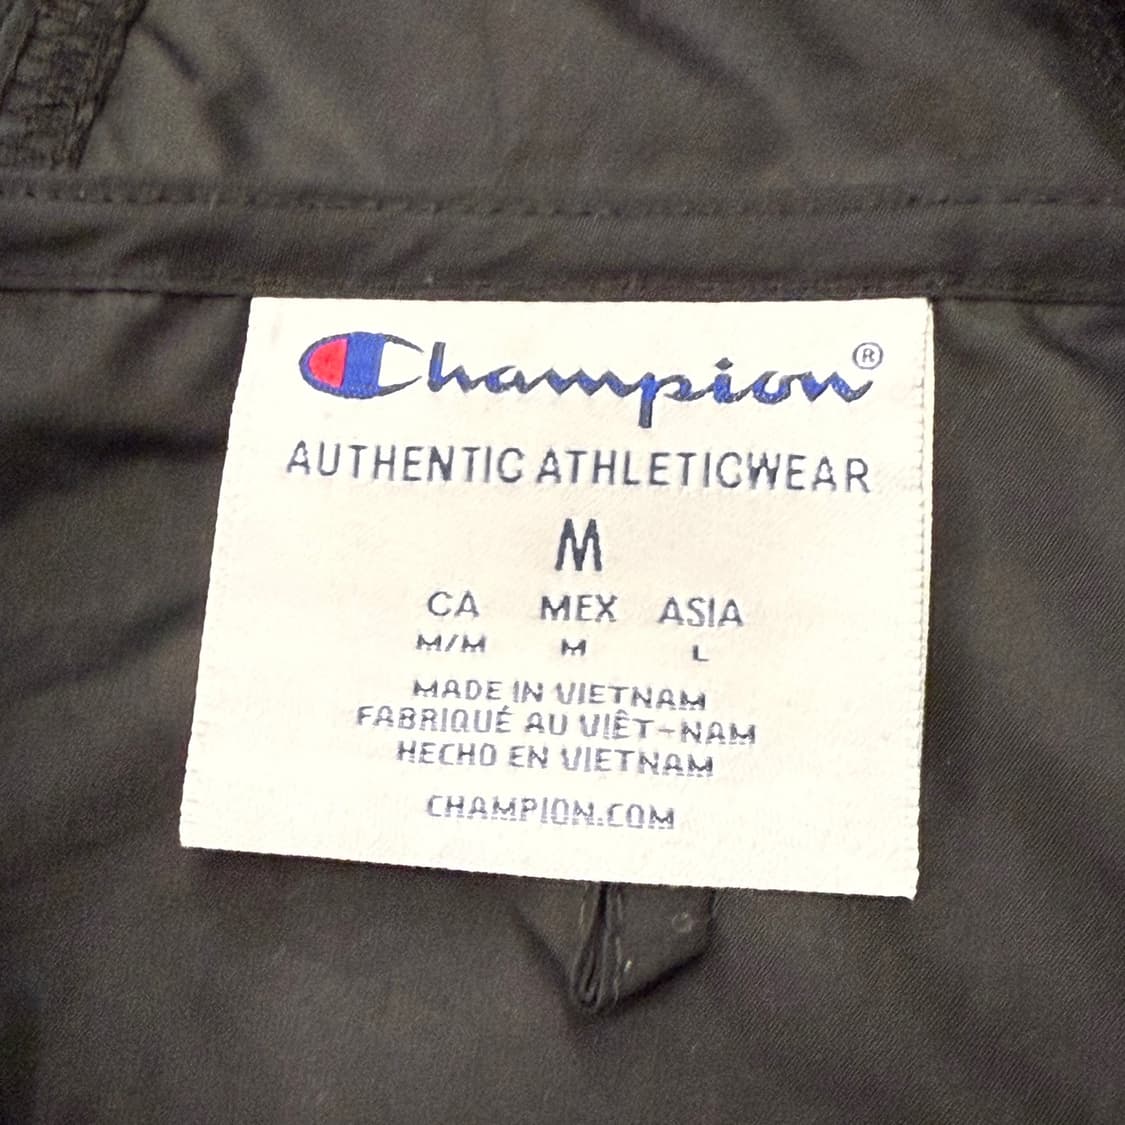 Champion®
AUTHENTIC ATHLETICWEAR
M
CA MEX ASIA
M/M M L
MADE IN VIETNAM
FABRIQUÉ AU VIÊT-NAM
HECHO EN VIETNAM
CHAMPION.COM